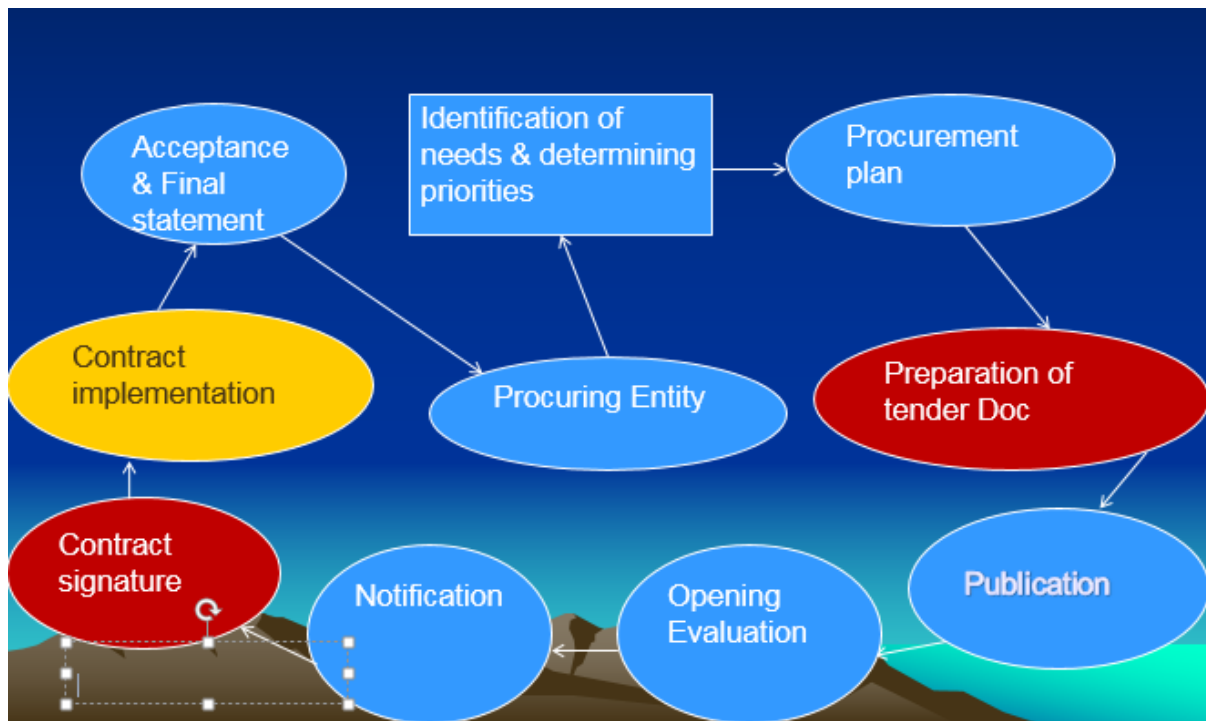 Acceptance
& Final
statement
Identification of
needs & determining
priorities
Procurement
plan
Contract
implementation
Procuring Entity
Preparation of
tender Doc
Contract
signature
Notification
Opening
Evaluation
Publication